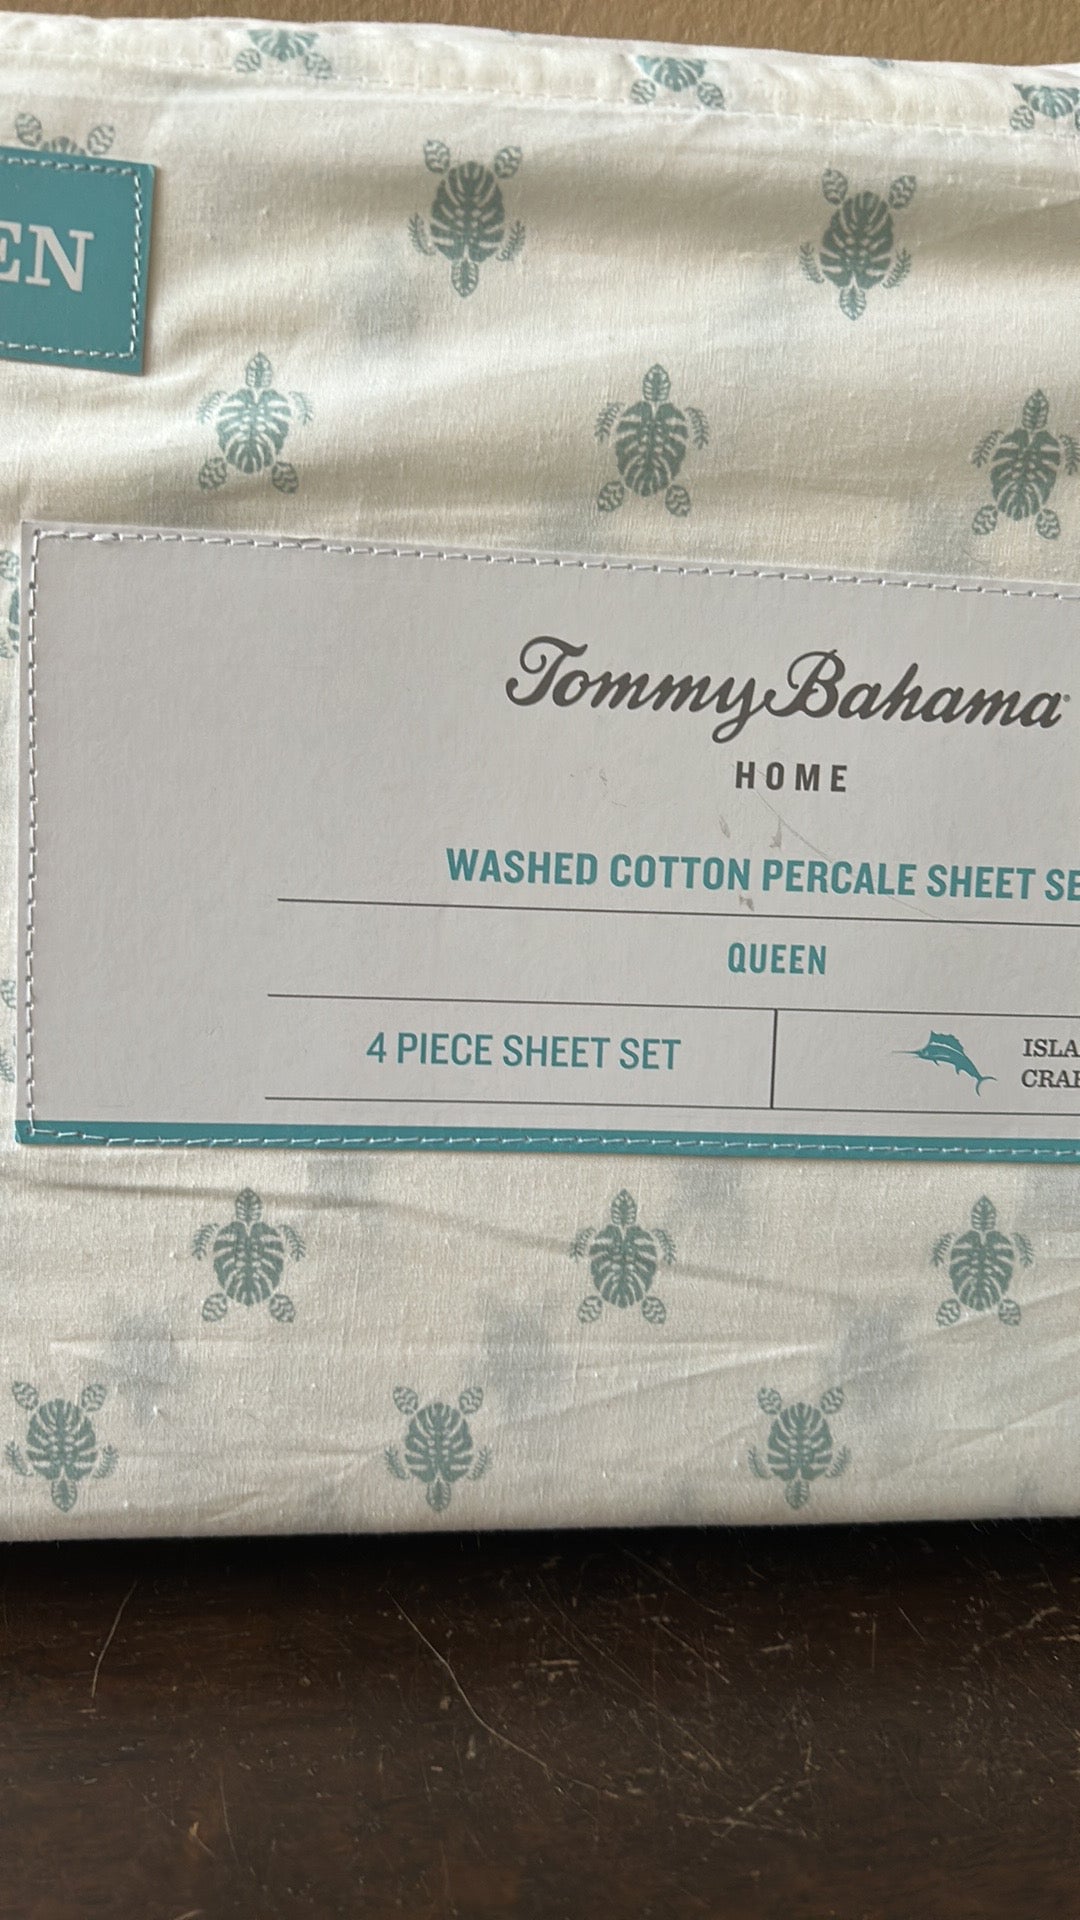 EN
Tommy Bahama
HOME
WASHED COTTON PERCALE SHEET SE
QUEEN
4 PIECE SHEET SET
ISLA
CRAF